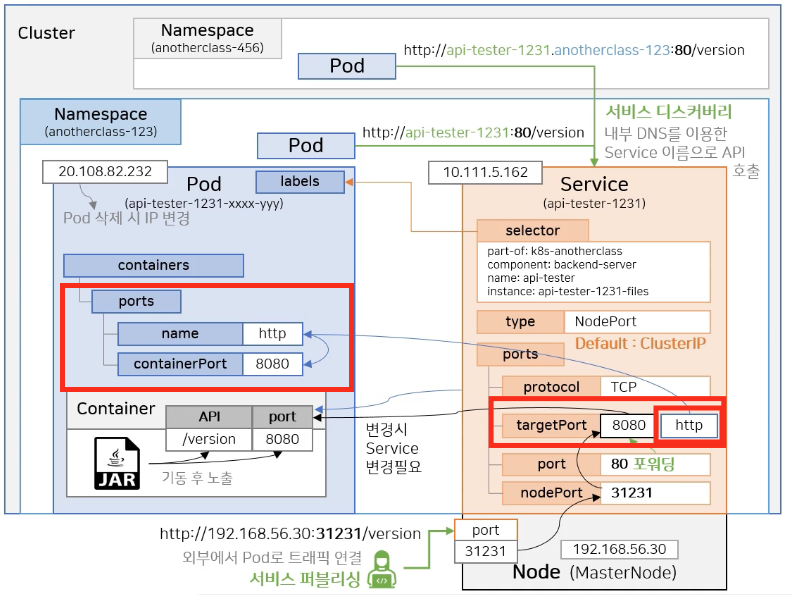 Cluster
Namespace
(anotherclass-456)
http://api-tester-1231.anotherclass-123:80/version
Pod
Namespace
(anotherclass-123)
서비스 디스커버리
내부 DNS를 이용한
Service 이름으로 API
호출
http://api-tester-1231:80/version
Pod
20.108.82.232
Pod
labels
(api-tester-1231-xxxx-yyy)
Pod 삭제 시 IP 변경
10.111.5.162
Service
(api-tester-1231)
selector
part-of: k8s-anotherclass
component: backend-server
name: api-tester
instance: api-tester-1231-files
containers
ports
name
http
containerPort
8080
type
NodePort
Default : ClusterIP
ports
protocol
TCP
targetPort
8080
http
port
80 포워딩
nodePort
31231
Container
API
port
/version
8080
JAR
기동 후 노출
변경시
Service
변경필요
http://192.168.56.30:31231/version
외부에서 Pod로 트래픽 연결
서비스 퍼블리싱
port
31231
192.168.56.30
Node (MasterNode)